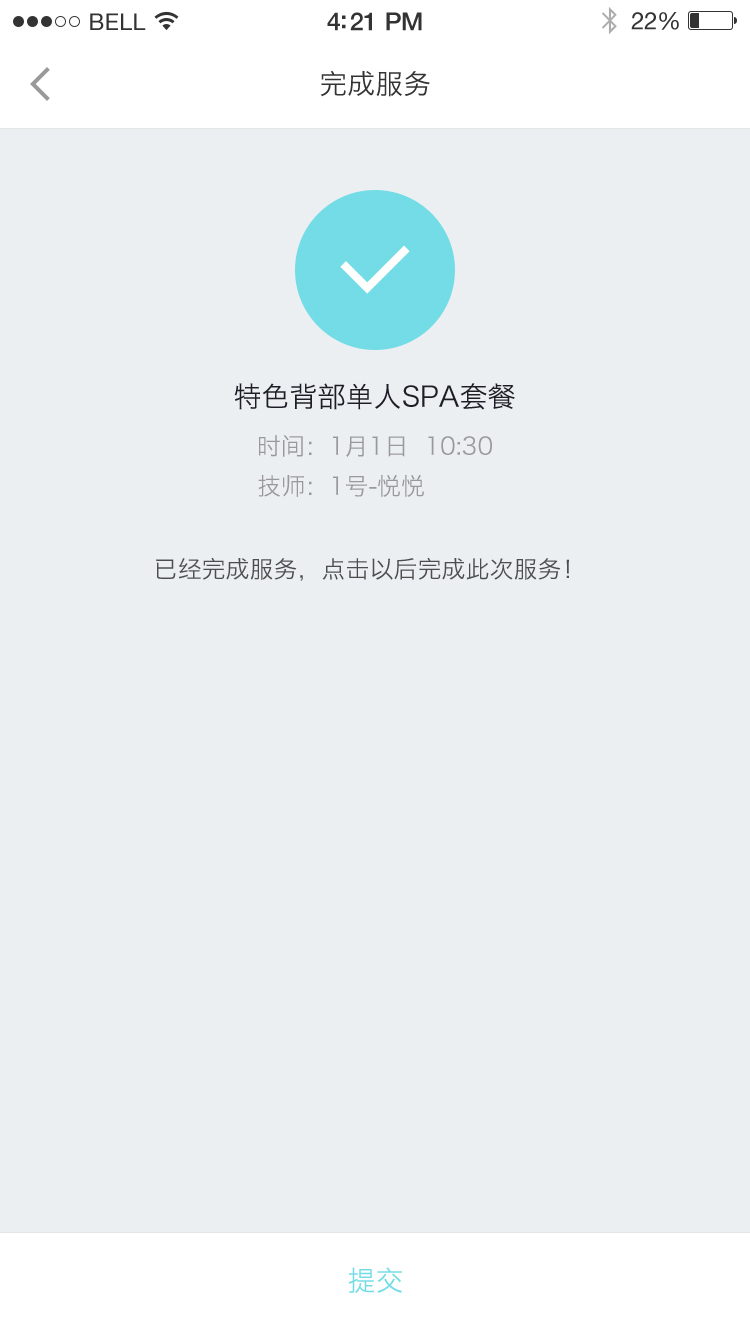 BELL 4:21 PM 22%
完成服务
特色背部单人SPA套餐
时间：1月1日 10:30
技师：1号-悦悦
已经完成服务，点击以后完成此次服务！
提交